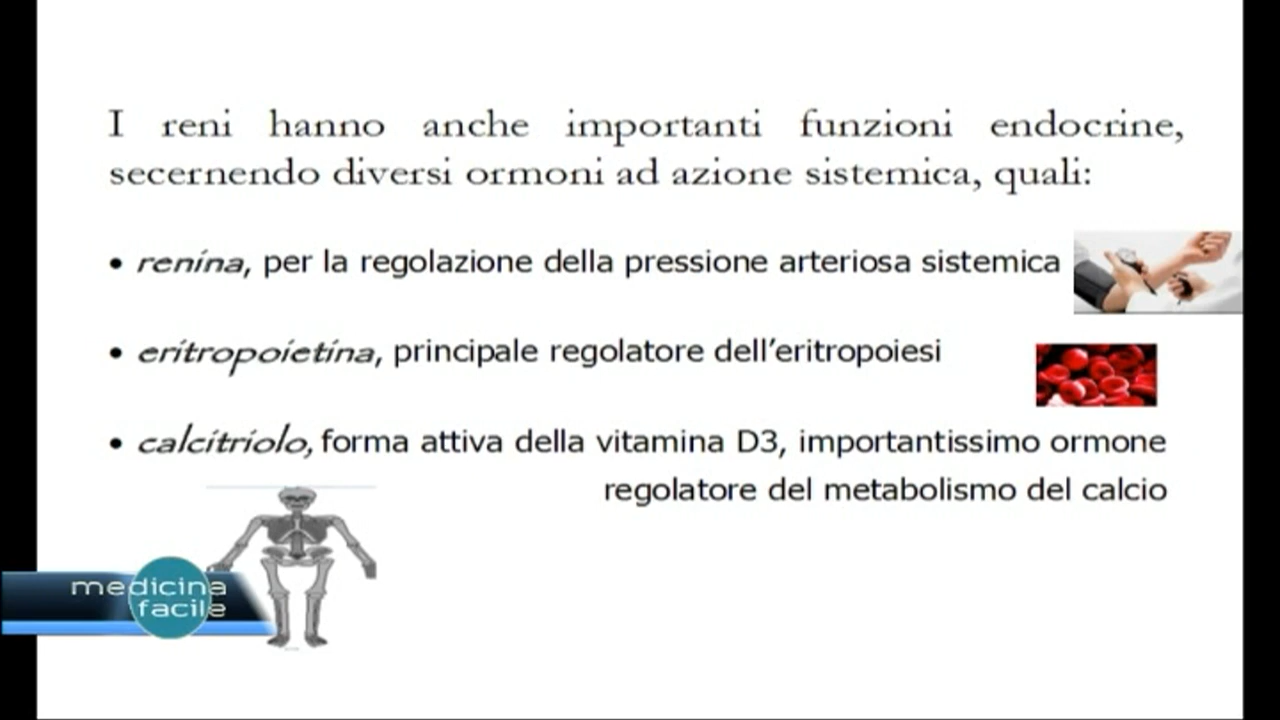 I reni hanno anche importanti funzioni endocrine,
secernendo diversi ormoni ad azione sistemica, quali:
• renina, per la regolazione della pressione arteriosa sistemica
• eritropoietina, principale regolatore dell’eritropoiesi
• calcitriolo, forma attiva della vitamina D3, importantissimo ormone
regolatore del metabolismo del calcio
medicina
facile